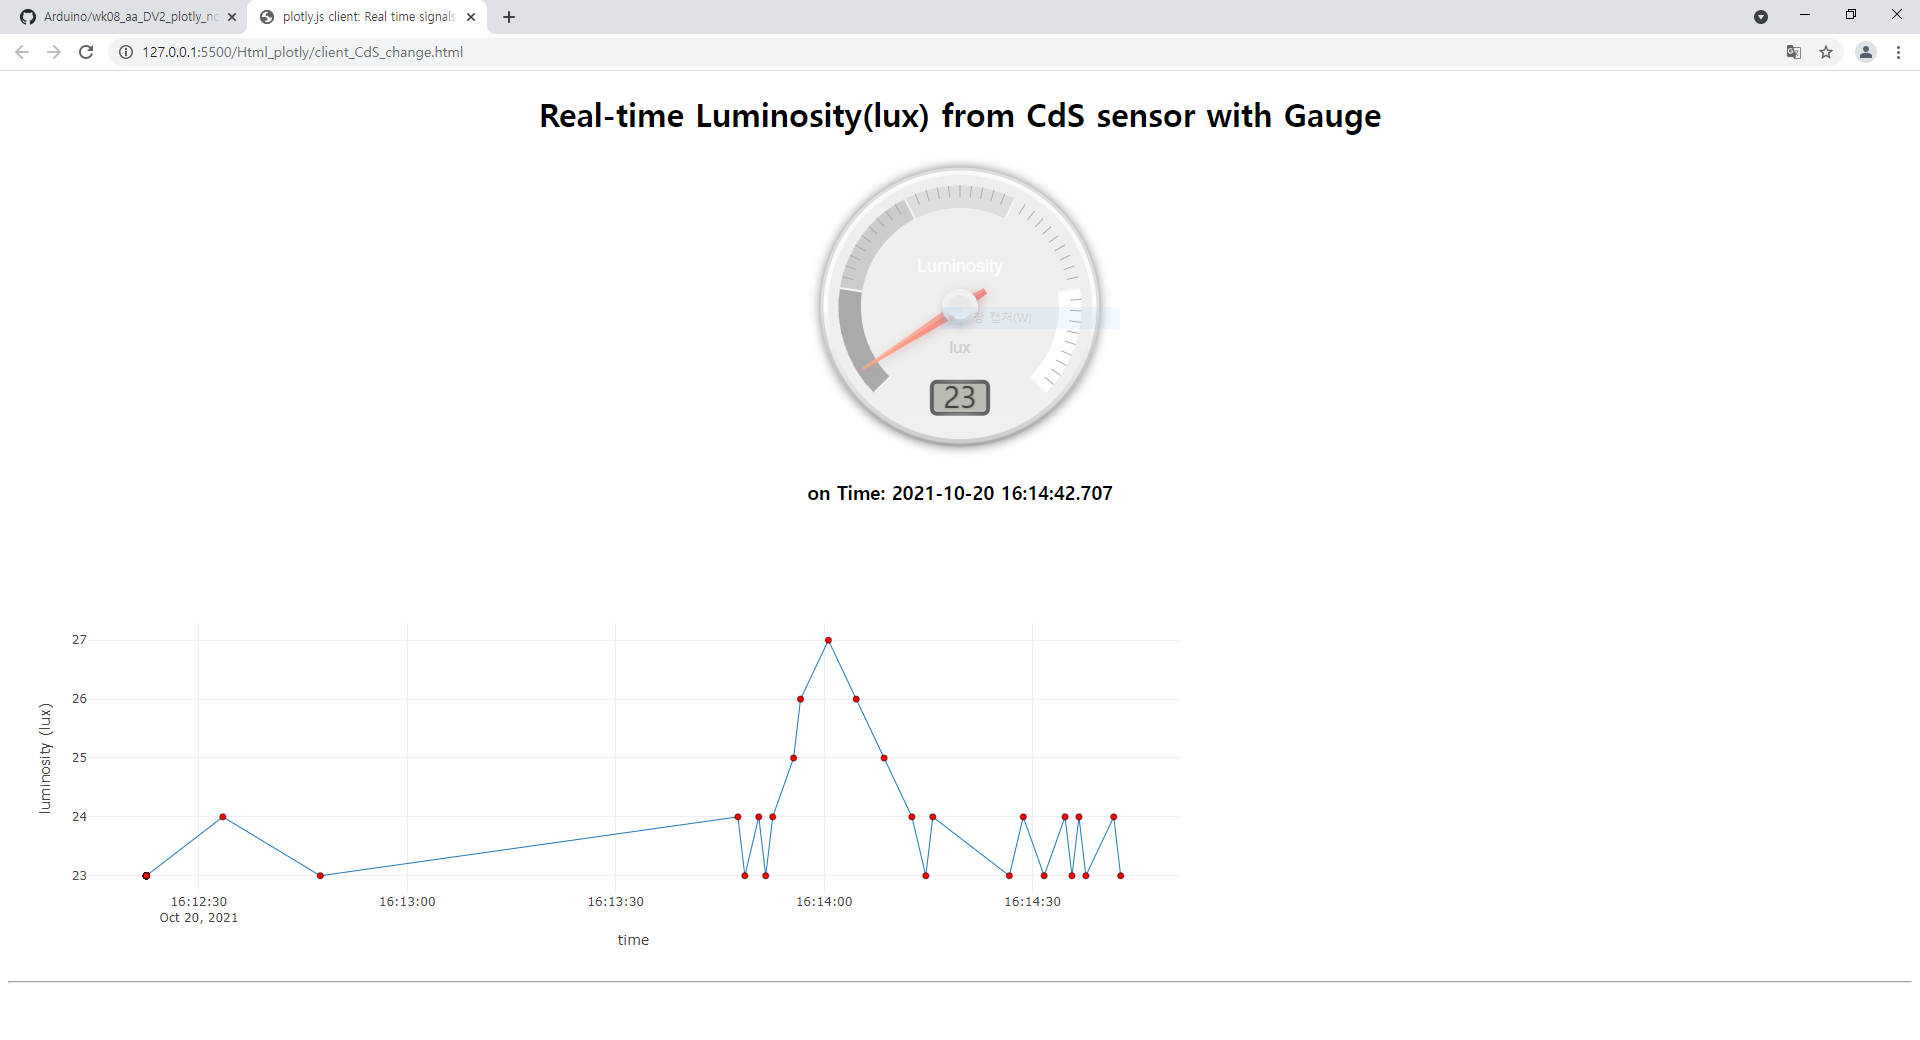 Arduino/wk08_aa_DV2_plotly_no
plotly.js client: Real time signals
127.0.0.1:5500/Html_plotly/client_CdS_change.html
Real-time Luminosity(lux) from CdS sensor with Gauge
Luminosity
창 캡처(W)
lux
23
on Time: 2021-10-20 16:14:42.707
27
26
25
24
23
luminosity (lux)
16:12:30 16:13:00 16:13:30 16:14:00 16:14:30
Oct 20, 2021
time